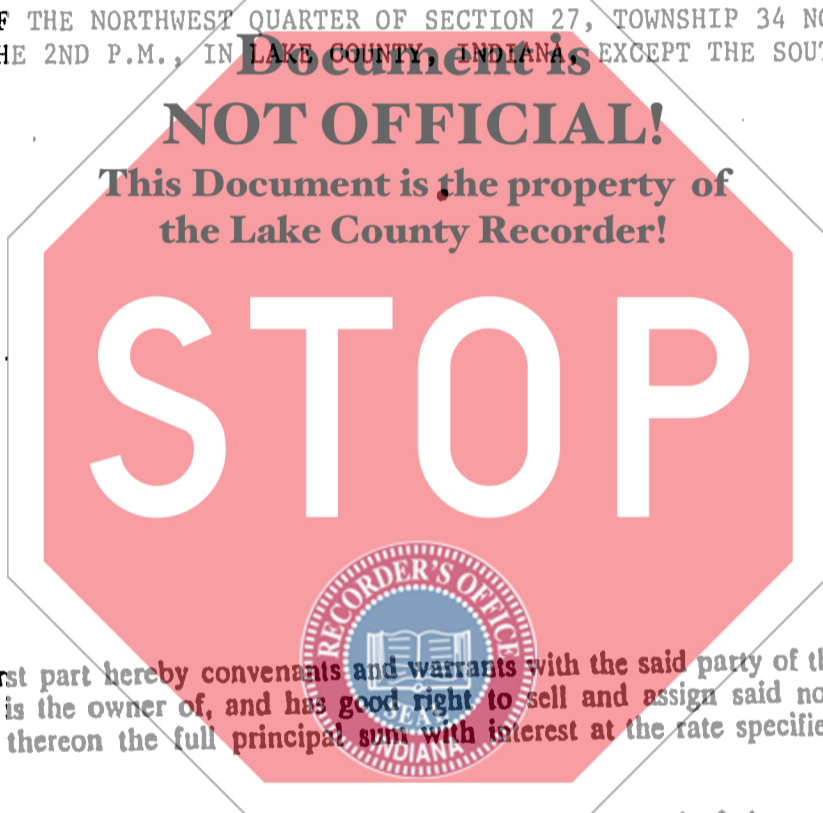 F THE NORTHWEST QUARTER OF SECTION 27, TOWNSHIP 34 NO
HE 2ND P.M., IN LAKE COUNTY, INDIANA, EXCEPT THE SOUT
Document is
NOT OFFICIAL!
This Document is the property of
the Lake County Recorder!
STOP
RECORDER'S OFFICE
SEAL
INDIANA
rst part hereby convenants and warrants with the said party of th
is the owner of, and has good right to sell and assign said no
thereon the full principal sum with interest at the rate specifie